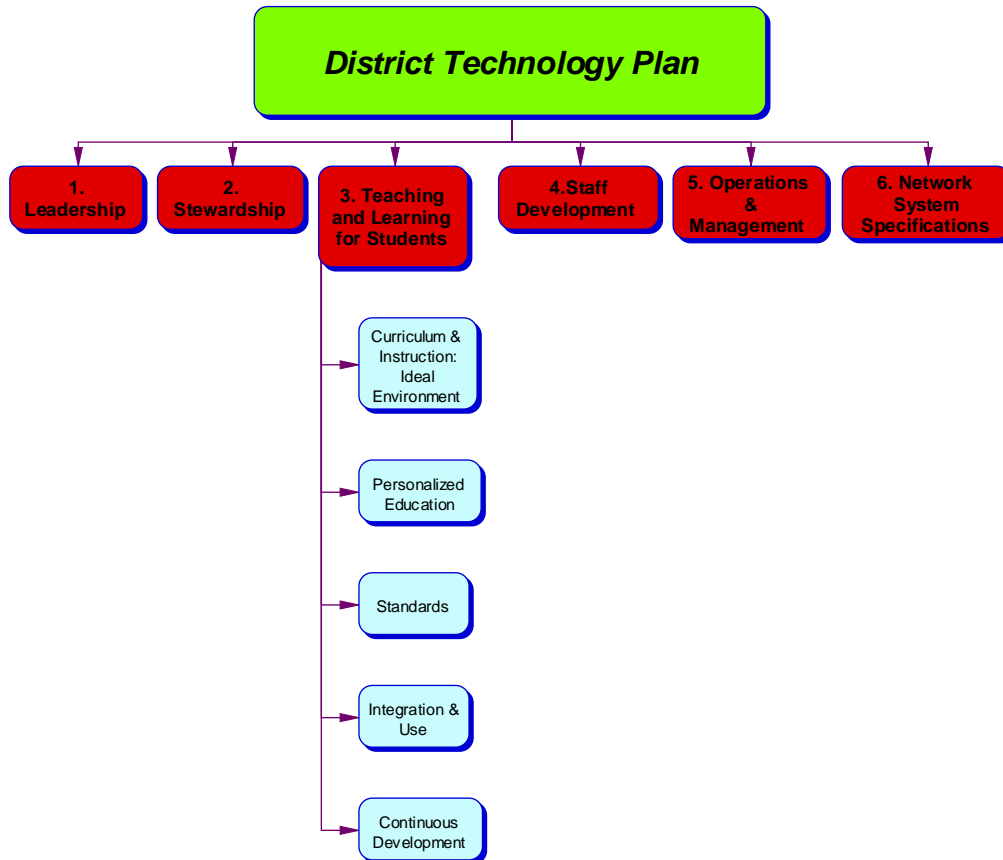 District Technology Plan
1.
Leadership
2.
Stewardship
3. Teaching
and Learning
for Students
4.Staff
Development
5. Operations
&
Management
6. Network
System
Specifications
Curriculum &
Instruction:
Ideal
Environment
Personalized
Education
Standards
Integration &
Use
Continuous
Development